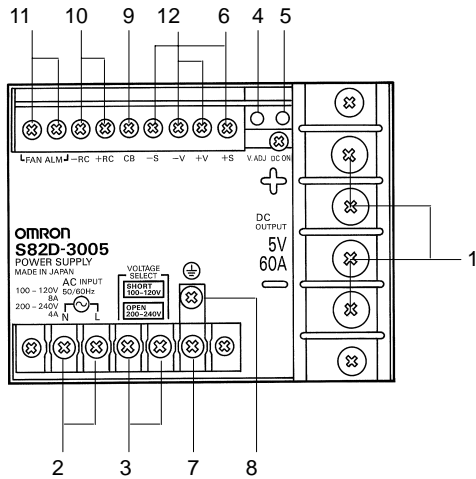 11 10 9 12 6 4 5
FAN ALM -RC +RC CB -S -V +V +S V.ADJ DC ON
+
DC
OUTPUT
5V
60A
−
1
OMRON
S82D-3005
POWER SUPPLY
MADE IN JAPAN
100-120V
8A
200-240V
4A
AC INPUT
50/60Hz
N L
VOLTAGE
SELECT
SHORT
100-120V
OPEN
200-240V
2 3 7 8